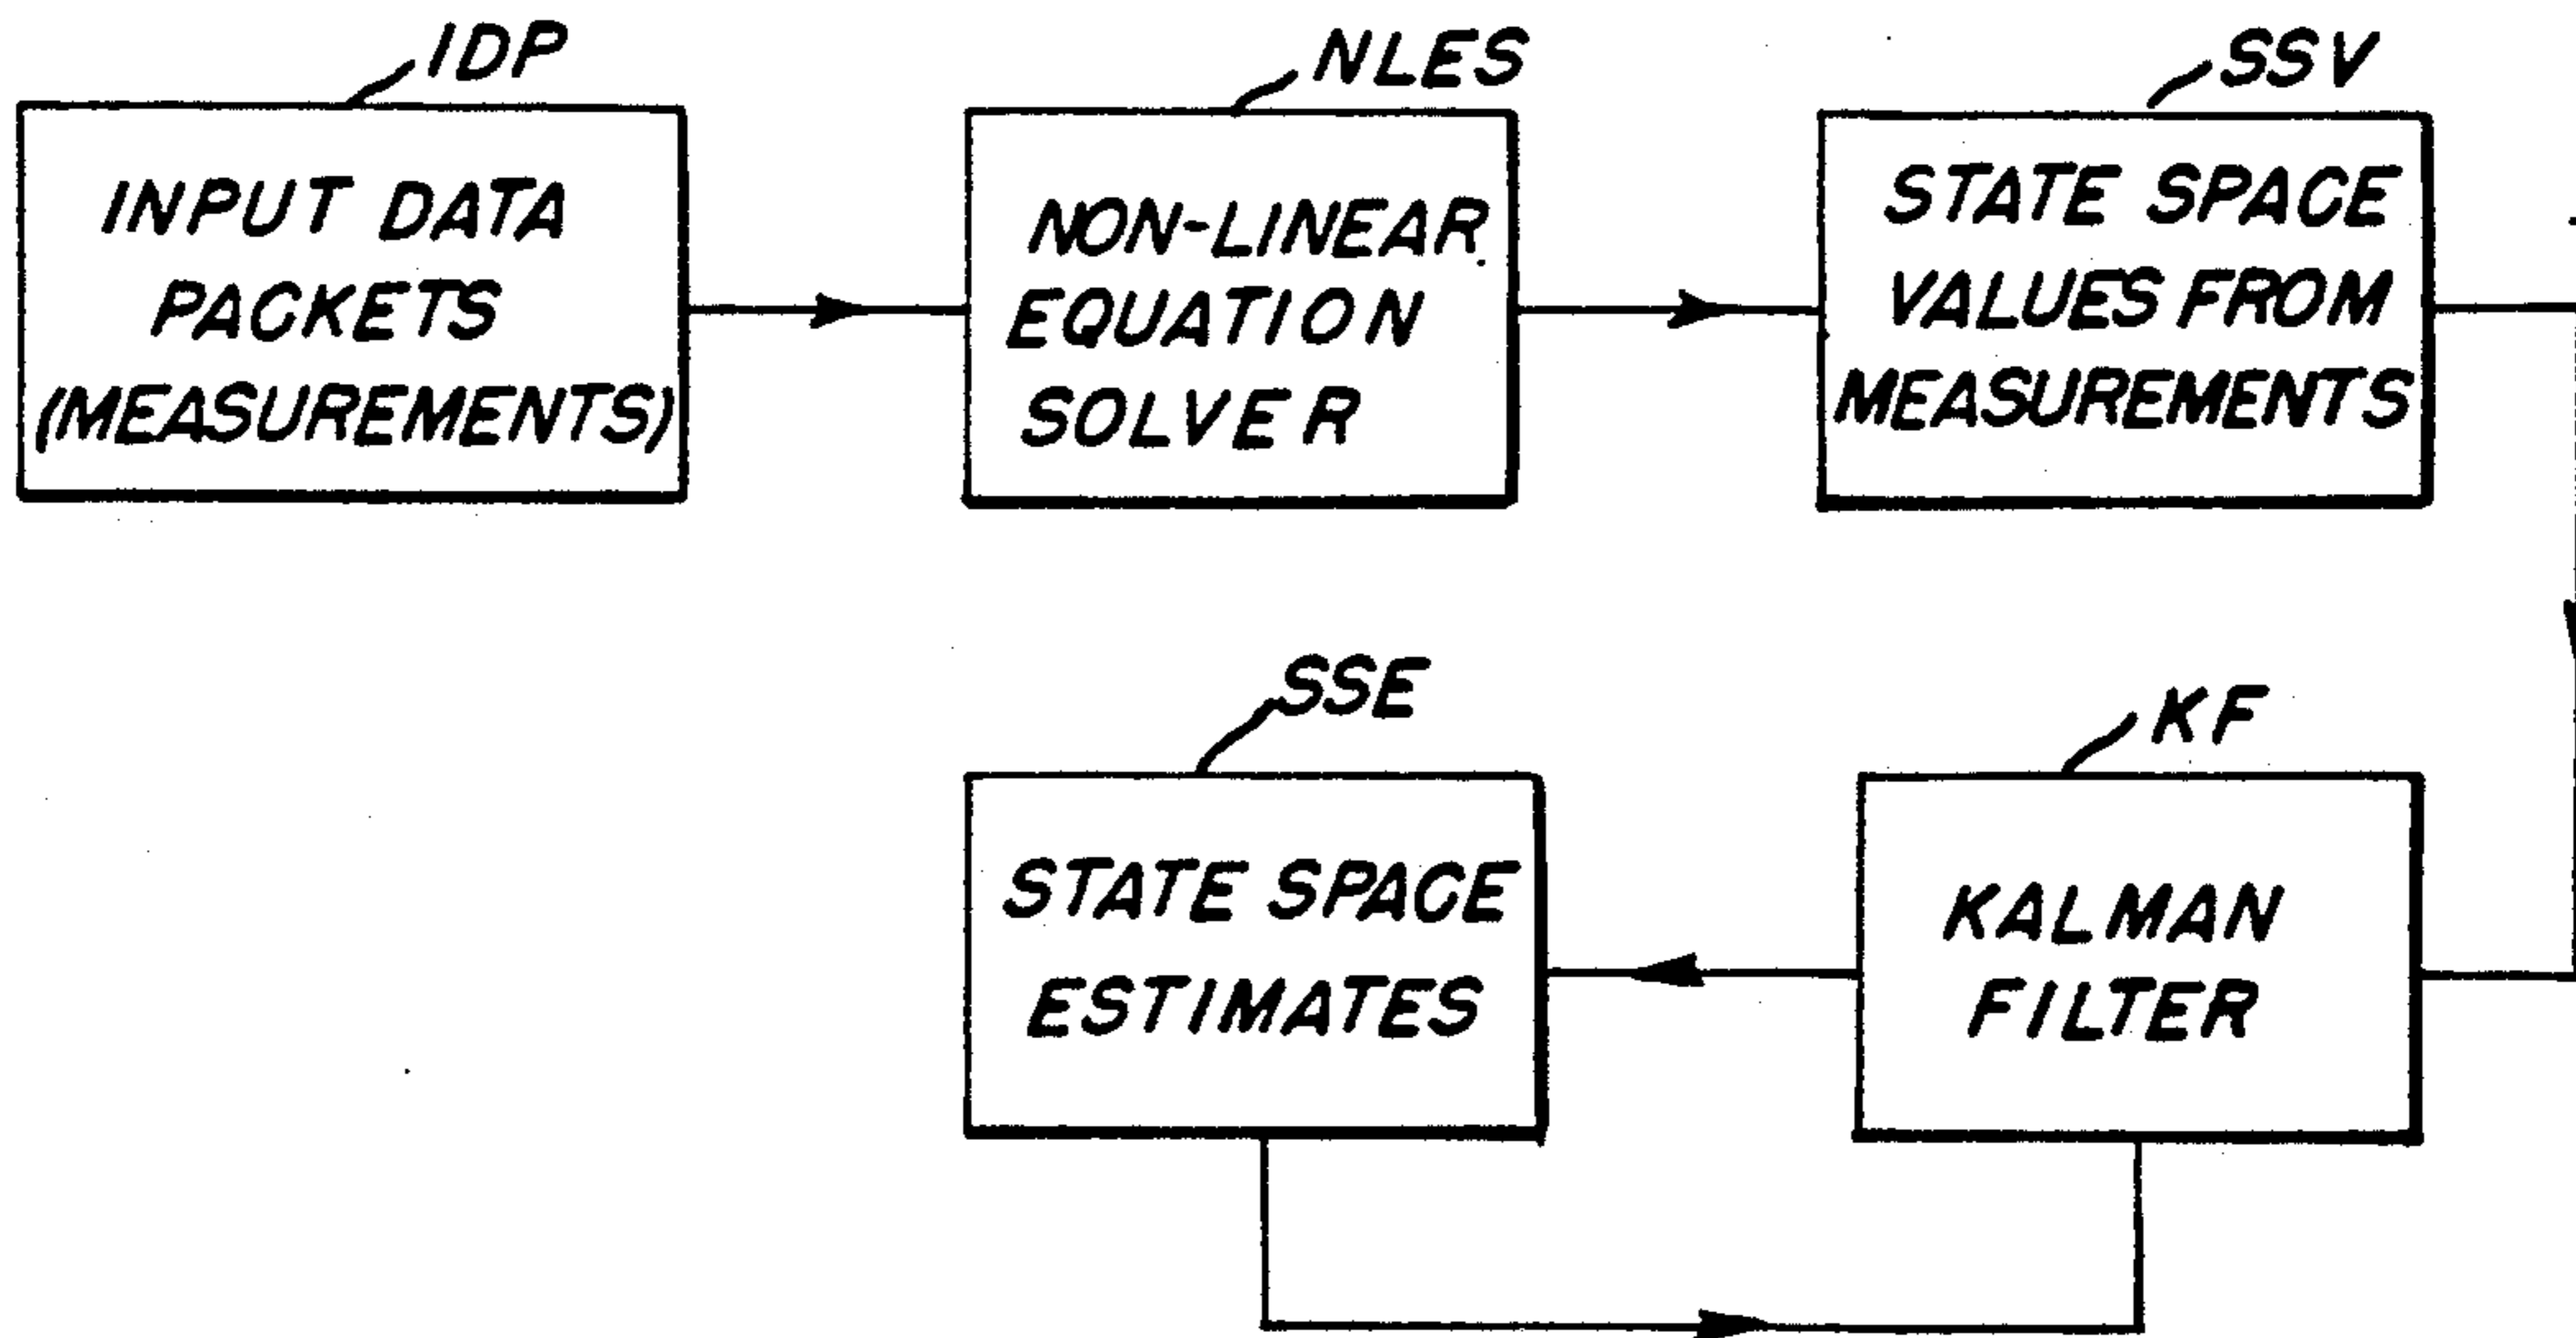 IDP
INPUT DATA
PACKETS
(MEASUREMENTS)
NLES
NON-LINEAR
EQUATION
SOLVER
SSV
STATE SPACE
VALUES FROM
MEASUREMENTS
SSE
STATE SPACE
ESTIMATES
KF
KALMAN
FILTER